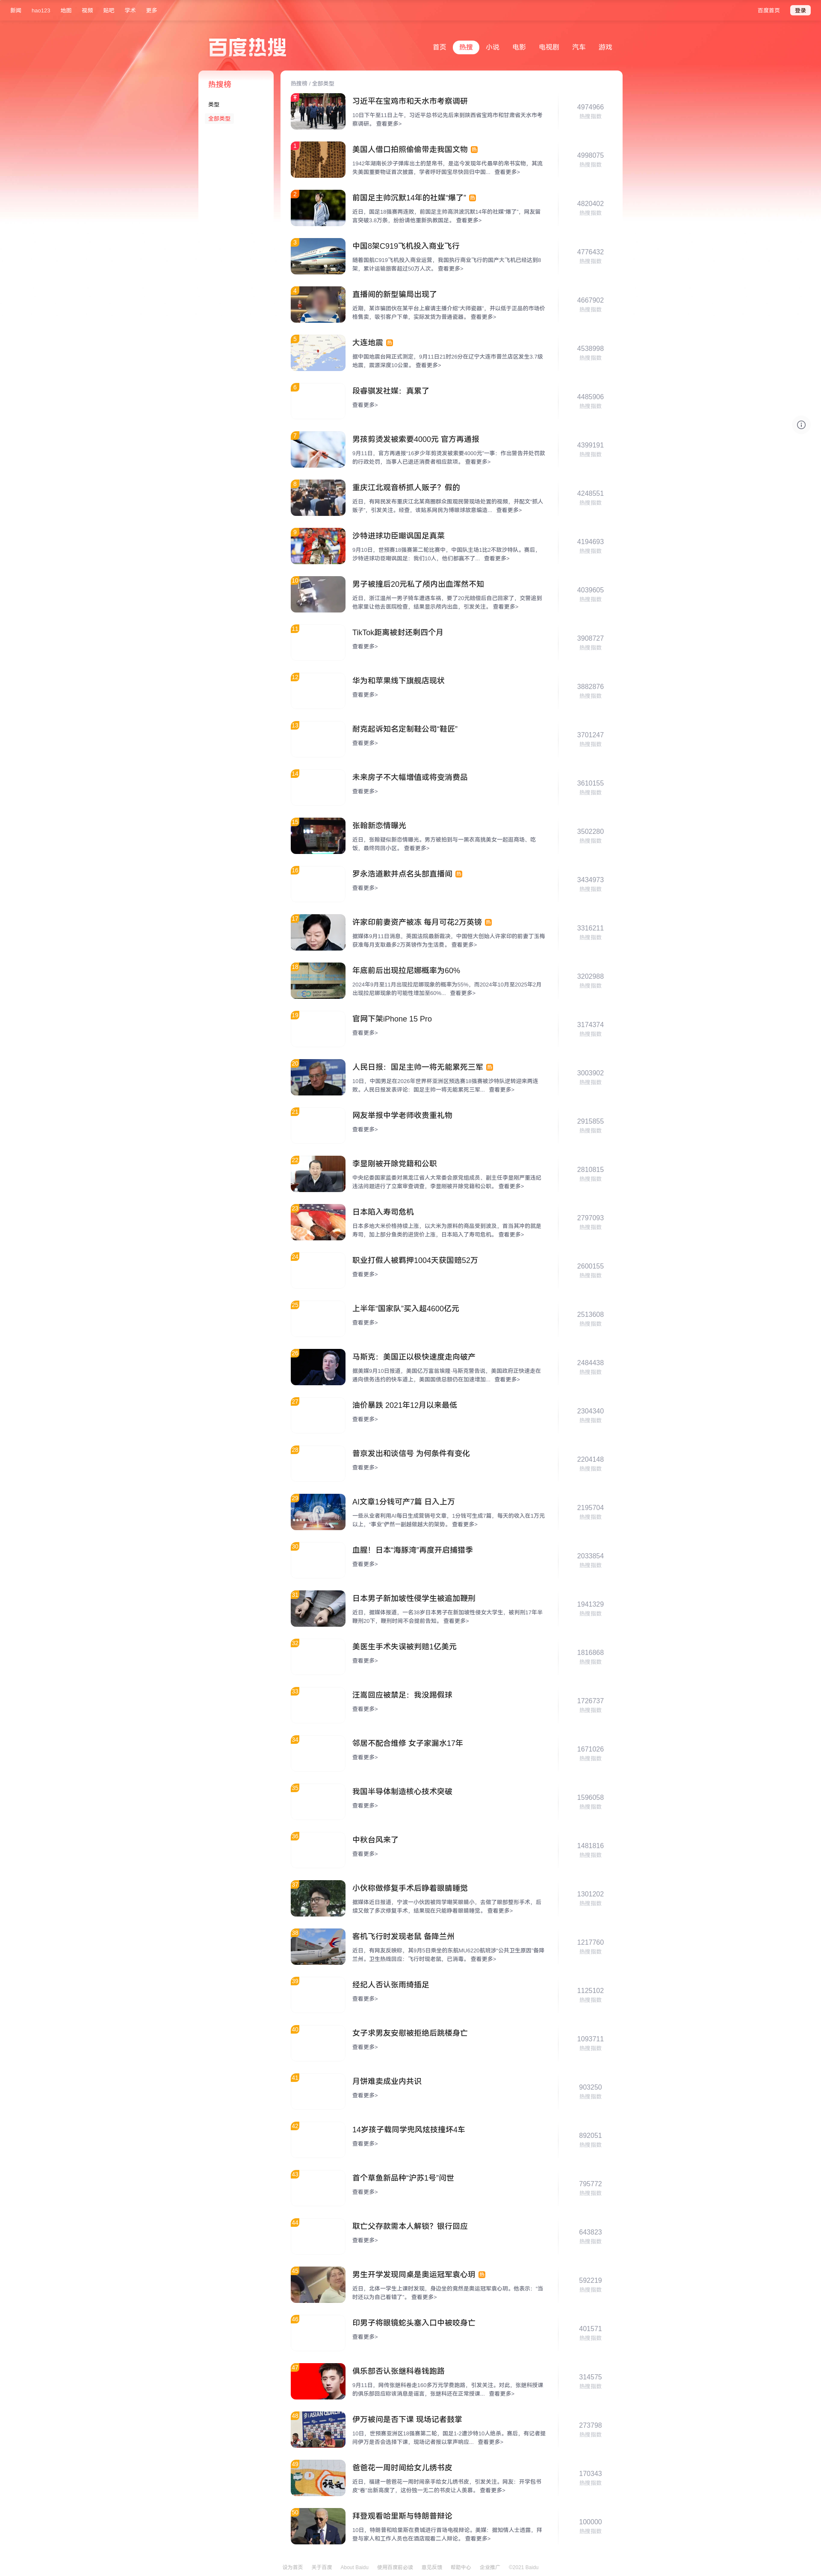 新闻 hao123 地图 视频 贴吧 学术 更多 百度首页 登录
百度热搜 首页 热搜 小说 电影 电视剧 汽车 游戏
热搜榜
类型
全部类型
热搜榜 / 全部类型
习近平在宝鸡市和天水市考察调研
10日下午至11日上午，习近平总书记先后来到陕西省宝鸡市和甘肃省天水市考
察调研。 查看更多>
4974966
热搜指数
1
美国人借口拍照偷偷带走我国文物 热
1942年湖南长沙子弹库出土的楚帛书，是迄今发现年代最早的帛书实物，其流
失美国重要物证首次披露，学者呼吁国宝尽快回归中国... 查看更多>
4998075
热搜指数
2
前国足主帅沉默14年的社媒“爆了” 热
近日，国足18强赛两连败，前国足主帅高洪波沉默14年的社媒“爆了”，网友留
言突破3.8万条，纷纷请他重新执教国足。 查看更多>
4820402
热搜指数
3
中国8架C919飞机投入商业飞行
随着国航C919飞机投入商业运营，我国执行商业飞行的国产大飞机已经达到8
架，累计运输旅客超过50万人次。 查看更多>
4776432
热搜指数
4
直播间的新型骗局出现了
4667902
热搜指数
5
大连地震 热
据中国地震台网正式测定，9月11日21时26分在辽宁大连市普兰店区发生3.7级
地震，震源深度10公里。 查看更多>
4538998
热搜指数
6
段睿骐发社媒：真累了
查看更多>
4485906
热搜指数
7
男孩剪烫发被索要4000元 官方再通报
9月11日，官方再通报“16岁少年剪烫发被索要4000元”一事：作出警告并处罚款
的行政处罚，当事人已退还消费者相应款项。 查看更多>
4399191
热搜指数
8
重庆江北观音桥抓人贩子？假的
近日，有网民发布重庆江北某商圈群众围观民警现场处置的视频，并配文“抓人
贩子”，引发关注。经查，该贴系网民为博眼球故意编造... 查看更多>
4248551
热搜指数
9
沙特进球功臣嘲讽国足真菜
9月10日，世预赛18强赛第二轮比赛中，中国队主场1比2不敌沙特队。赛后，
沙特进球功臣嘲讽国足：我们10人，他们都赢不了... 查看更多>
4194693
热搜指数
10
男子被撞后20元私了颅内出血浑然不知
近日，浙江温州一男子骑车遭遇车祸，要了20元赔偿后自己回家了，交警追到
他家里让他去医院检查，结果显示颅内出血，引发关注。 查看更多>
4039605
热搜指数
11
TikTok距离被封还剩四个月
查看更多>
3908727
热搜指数
12
华为和苹果线下旗舰店现状
查看更多>
3882876
热搜指数
13
耐克起诉知名定制鞋公司“鞋匠”
查看更多>
3701247
热搜指数
14
未来房子不大幅增值或将变消费品
查看更多>
3610155
热搜指数
15
张翰新恋情曝光
近日，张翰疑似新恋情曝光，男方被拍到与一黑衣高挑美女一起逛商场、吃
饭，最终同回小区。 查看更多>
3502280
热搜指数
16
罗永浩道歉并点名头部直播间 热
查看更多>
3434973
热搜指数
17
许家印前妻资产被冻 每月可花2万英镑 热
据媒体9月11日消息，英国法院最新裁决，中国恒大创始人许家印的前妻丁玉梅
获准每月支取最多2万英镑作为生活费。 查看更多>
3316211
热搜指数
18
年底前后出现拉尼娜概率为60%
2024年9月至11月出现拉尼娜现象的概率为55%，而2024年10月至2025年2月
出现拉尼娜现象的可能性增加至60%... 查看更多>
3202988
热搜指数
19
官网下架iPhone 15 Pro
查看更多>
3174374
热搜指数
20
人民日报：国足主帅一将无能累死三军 热
10日，中国男足在2026年世界杯亚洲区预选赛18强赛被沙特队逆转迎来两连
败。人民日报发表评论：国足主帅一将无能累死三军... 查看更多>
3003902
热搜指数
21
网友举报中学老师收贵重礼物
查看更多>
2915855
热搜指数
22
李显刚被开除党籍和公职
中央纪委国家监委对黑龙江省人大常委会原党组成员、副主任李显刚严重违纪
违法问题进行了立案审查调查，李显刚被开除党籍和公职。 查看更多>
2810815
热搜指数
23
日本陷入寿司危机
日本多地大米价格持续上涨，以大米为原料的商品受到波及，首当其冲的就是
寿司，加上部分鱼类的进货价上涨，日本陷入了寿司危机。 查看更多>
2797093
热搜指数
24
职业打假人被羁押1004天获国赔52万
查看更多>
2600155
热搜指数
25
上半年“国家队”买入超4600亿元
查看更多>
2513608
热搜指数
26
马斯克：美国正以极快速度走向破产
据美媒9月10日报道，美国亿万富翁埃隆·马斯克警告说，美国政府正快速走在
通向债务违约的快车道上，美国国债总额仍在加速增加... 查看更多>
2484438
热搜指数
27
油价暴跌 2021年12月以来最低
查看更多>
2304340
热搜指数
28
普京发出和谈信号 为何条件有变化
查看更多>
2204148
热搜指数
29
AI文章1分钱可产7篇 日入上万
一些从业者利用AI每日生成营销号文章，1分钱可生成7篇，每天的收入在1万元
以上，“事业”俨然一副越做越大的架势。 查看更多>
2195704
热搜指数
30
血腥！日本“海豚湾”再度开启捕猎季
查看更多>
2033854
热搜指数
31
日本男子新加坡性侵学生被追加鞭刑
近日，据媒体报道，一名38岁日本男子在新加坡性侵女大学生，被判刑17年半
鞭刑20下，鞭刑时间不会提前告知。 查看更多>
1941329
热搜指数
32
美医生手术失误被判赔1亿美元
查看更多>
1816868
热搜指数
33
汪嵩回应被禁足：我没踢假球
查看更多>
1726737
热搜指数
34
邻居不配合维修 女子家漏水17年
查看更多>
1671026
热搜指数
35
我国半导体制造核心技术突破
查看更多>
1596058
热搜指数
36
中秋台风来了
查看更多>
1481816
热搜指数
37
小伙称做修复手术后睁着眼睛睡觉
据媒体近日报道，宁波一小伙因被同学嘲笑眼睛小，去做了眼部整形手术，后
续又做了多次修复手术，结果现在只能睁着眼睛睡觉。 查看更多>
1301202
热搜指数
38
客机飞行时发现老鼠 备降兰州
近日，有网友反映称，其9月5日乘坐的东航MU6220航班涉“公共卫生原因”备降
兰州。卫生热线回应：飞行时现老鼠，已消毒。 查看更多>
1217760
热搜指数
39
经纪人否认张雨绮插足
查看更多>
1125102
热搜指数
40
女子求男友安慰被拒绝后跳楼身亡
查看更多>
1093711
热搜指数
41
月饼难卖成业内共识
查看更多>
903250
热搜指数
42
14岁孩子载同学兜风炫技撞坏4车
查看更多>
892051
热搜指数
43
首个草鱼新品种“沪苏1号”问世
查看更多>
795772
热搜指数
44
取亡父存款需本人解锁？银行回应
查看更多>
643823
热搜指数
45
男生开学发现同桌是奥运冠军袁心玥 热
近日，北体一学生上课时发现，身边坐的竟然是奥运冠军袁心玥。他表示：“当
时还以为自己看错了”。 查看更多>
592219
热搜指数
46
印男子将眼镜蛇头塞入口中被咬身亡
查看更多>
401571
热搜指数
47
俱乐部否认张继科卷钱跑路
9月11日，网传张继科卷走160多万元学费跑路，引发关注。对此，张继科授课
的俱乐部回应称该消息是谣言，张继科还在正常授课... 查看更多>
314575
热搜指数
48
伊万被问是否下课 现场记者鼓掌
10日，世预赛亚洲区18强赛第二轮，国足1-2遭沙特10人绝杀。赛后，有记者提
问伊万是否会选择下课，现场记者报以掌声响应... 查看更多>
273798
热搜指数
49
爸爸花一周时间给女儿绣书皮
近日，福建一爸爸花一周时间亲手给女儿绣书皮，引发关注。网友：开学包书
皮“卷”出新高度了，这份独一无二的书皮让人羡慕。 查看更多>
170343
热搜指数
50
拜登观看哈里斯与特朗普辩论
10日，特朗普和哈里斯在费城进行首场电视辩论。美媒：据知情人士透露，拜
登与家人和工作人员也在酒店观看二人辩论。 查看更多>
100000
热搜指数
设为首页 关于百度 About Baidu 使用百度前必读 意见反馈 帮助中心 企业推广 ©2021 Baidu